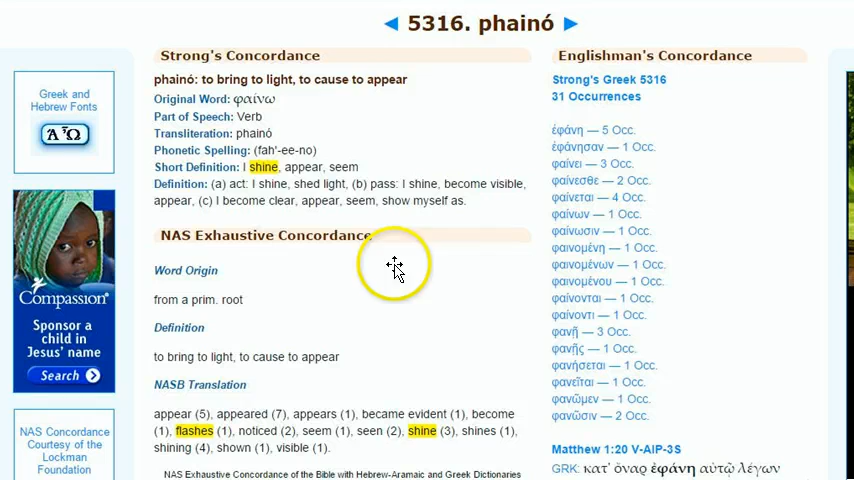 ◄ 5316. phainó ►
Greek and
Hebrew Fonts
ΆᾺΩ
Compassion®
Sponsor a
child in
Jesus' name
Search
NAS Concordance
Courtesy of the
Lockman
Foundation
Strong's Concordance
phainó: to bring to light, to cause to appear
Original Word: φαίνω
Part of Speech: Verb
Transliteration: phainó
Phonetic Spelling: (fah'-ee-no)
Short Definition: I shine, appear, seem
Definition: (a) act: I shine, shed light, (b) pass: I shine, become visible,
appear, (c) I become clear, appear, seem, show myself as.
NAS Exhaustive Concordance
Word Origin
from a prim. root
Definition
to bring to light, to cause to appear
NASB Translation
appear (5), appeared (7), appears (1), became evident (1), become
(1), flashes (1), noticed (2), seem (1), seen (2), shine (3), shines (1),
shining (4), shown (1), visible (1).
NAS Exhaustive Concordance of the Bible with Hebrew-Aramaic and Greek Dictionaries
Englishman's Concordance
Strong's Greek 5316
31 Occurrences
ἐφάνη — 5 Occ.
ἐφάνησαν — 1 Occ.
φαίνει — 3 Occ.
φαίνεσθε — 2 Occ.
φαίνεται — 4 Occ.
φαίνων — 1 Occ.
φαίνωσιν — 2 Occ.
φαινομένη — 1 Occ.
φαινομένων — 1 Occ.
φαινομένου — 1 Occ.
φαίνονται — 1 Occ.
φαίνοντι — 1 Occ.
φανῇ — 3 Occ.
φανῇς — 1 Occ.
φανήσεται — 1 Occ.
φανεῖται — 1 Occ.
φανῶμεν — 1 Occ.
φανῶσιν — 2 Occ.
Matthew 1:20 V-AIP-3S
GRK: κατ' ὄναρ ἐφάνη αὐτῷ λέγων